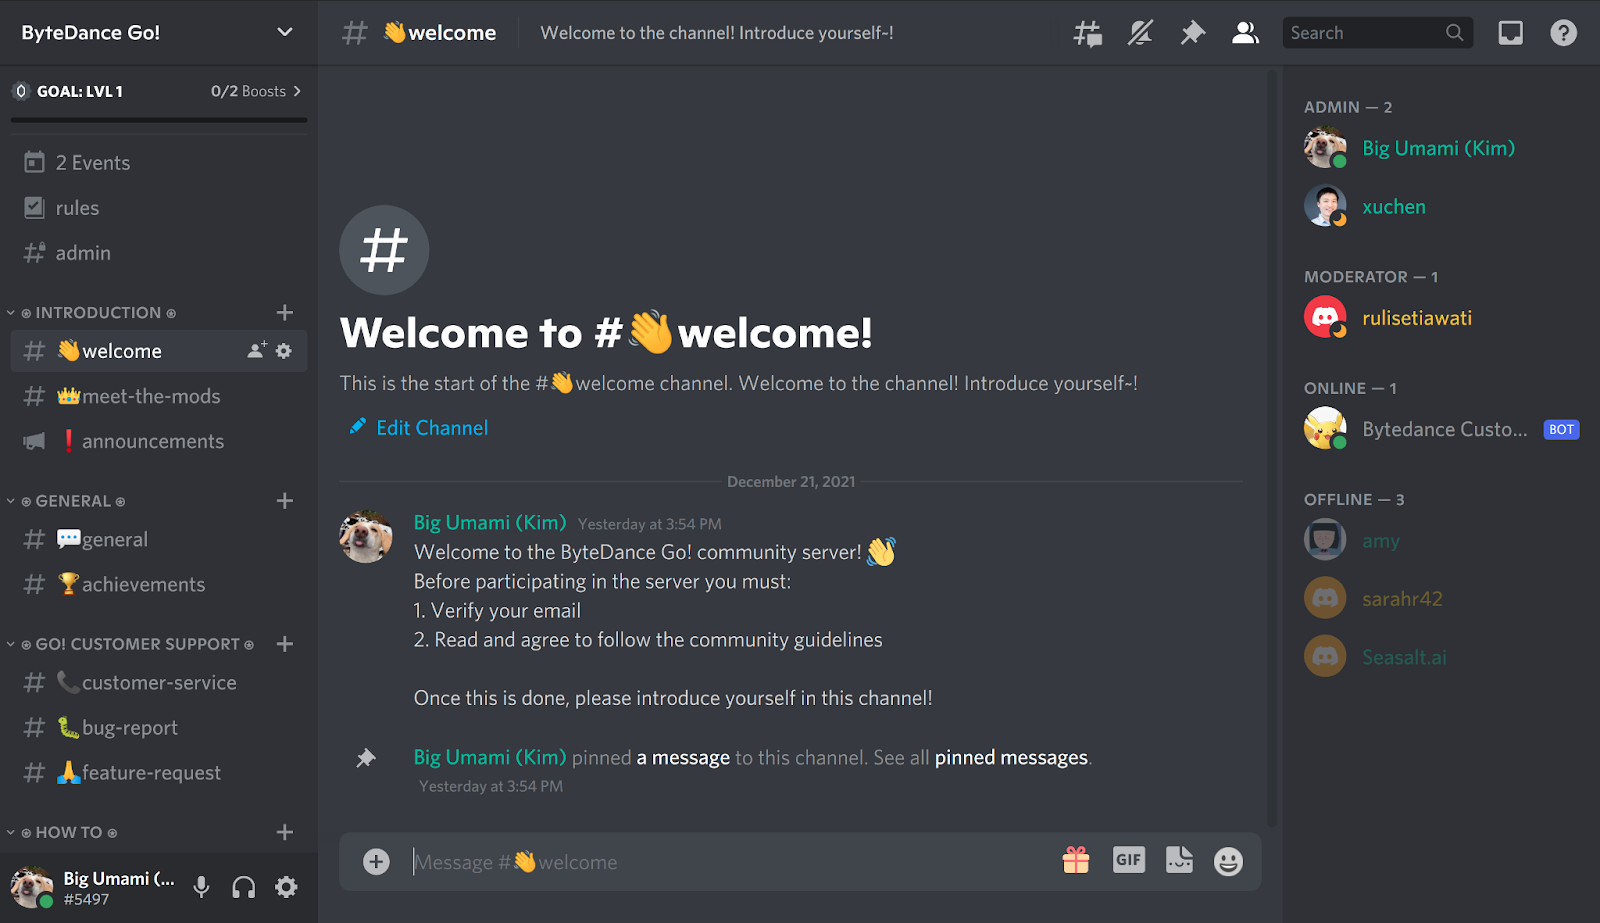 ByteDance Go!
GOAL: LVL 1 0/2 Boosts
2 Events
rules
admin
INTRODUCTION
👋welcome
👑meet-the-mods
❗announcements
GENERAL
💬general
🏆achievements
GO! CUSTOMER SUPPORT
📞customer-service
🐛bug-report
🙏feature-request
HOW TO
Big Umami (...
#5497
# 👋welcome
Welcome to the channel! Introduce yourself~!
Search
#
Welcome to #👋welcome!
This is the start of the #👋welcome channel. Welcome to the channel! Introduce yourself~!
Edit Channel
December 21, 2021
Big Umami (Kim) Yesterday at 3:54 PM
Welcome to the ByteDance Go! community server! 👋
Before participating in the server you must:
1. Verify your email
2. Read and agree to follow the community guidelines
Once this is done, please introduce yourself in this channel!
Big Umami (Kim) pinned a message to this channel. See all pinned messages.
Yesterday at 3:54 PM
Message #👋welcome
GIF
ADMIN — 2
Big Umami (Kim)
xuchen
MODERATOR — 1
rulisetiawati
ONLINE — 1
Bytedance Custo... BOT
OFFLINE — 3
amy
sarahr42
Seasalt.ai